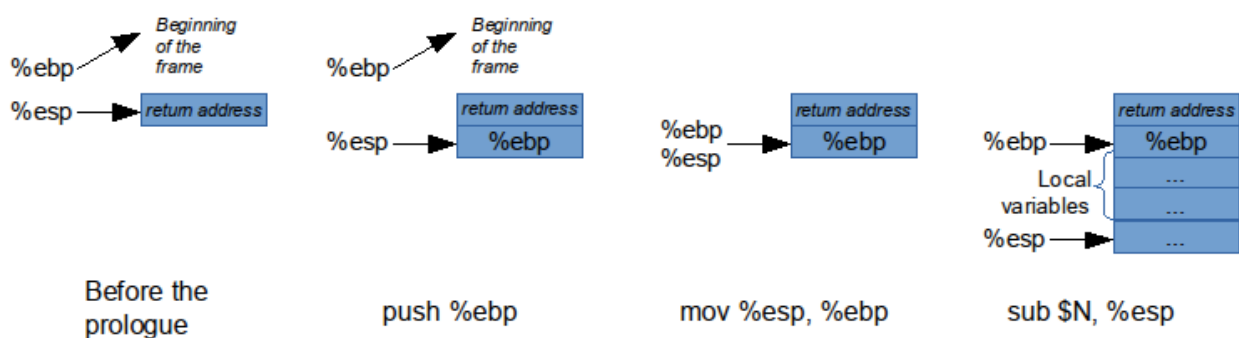 Beginning
of the
frame
%ebp
%esp
return address
Before the
prologue
Beginning
of the
frame
%ebp
return address
%esp
%ebp
push %ebp
return address
%ebp
%esp
%ebp
mov %esp, %ebp
return address
%ebp
%ebp
Local
variables
...
...
%esp
...
sub $N, %esp